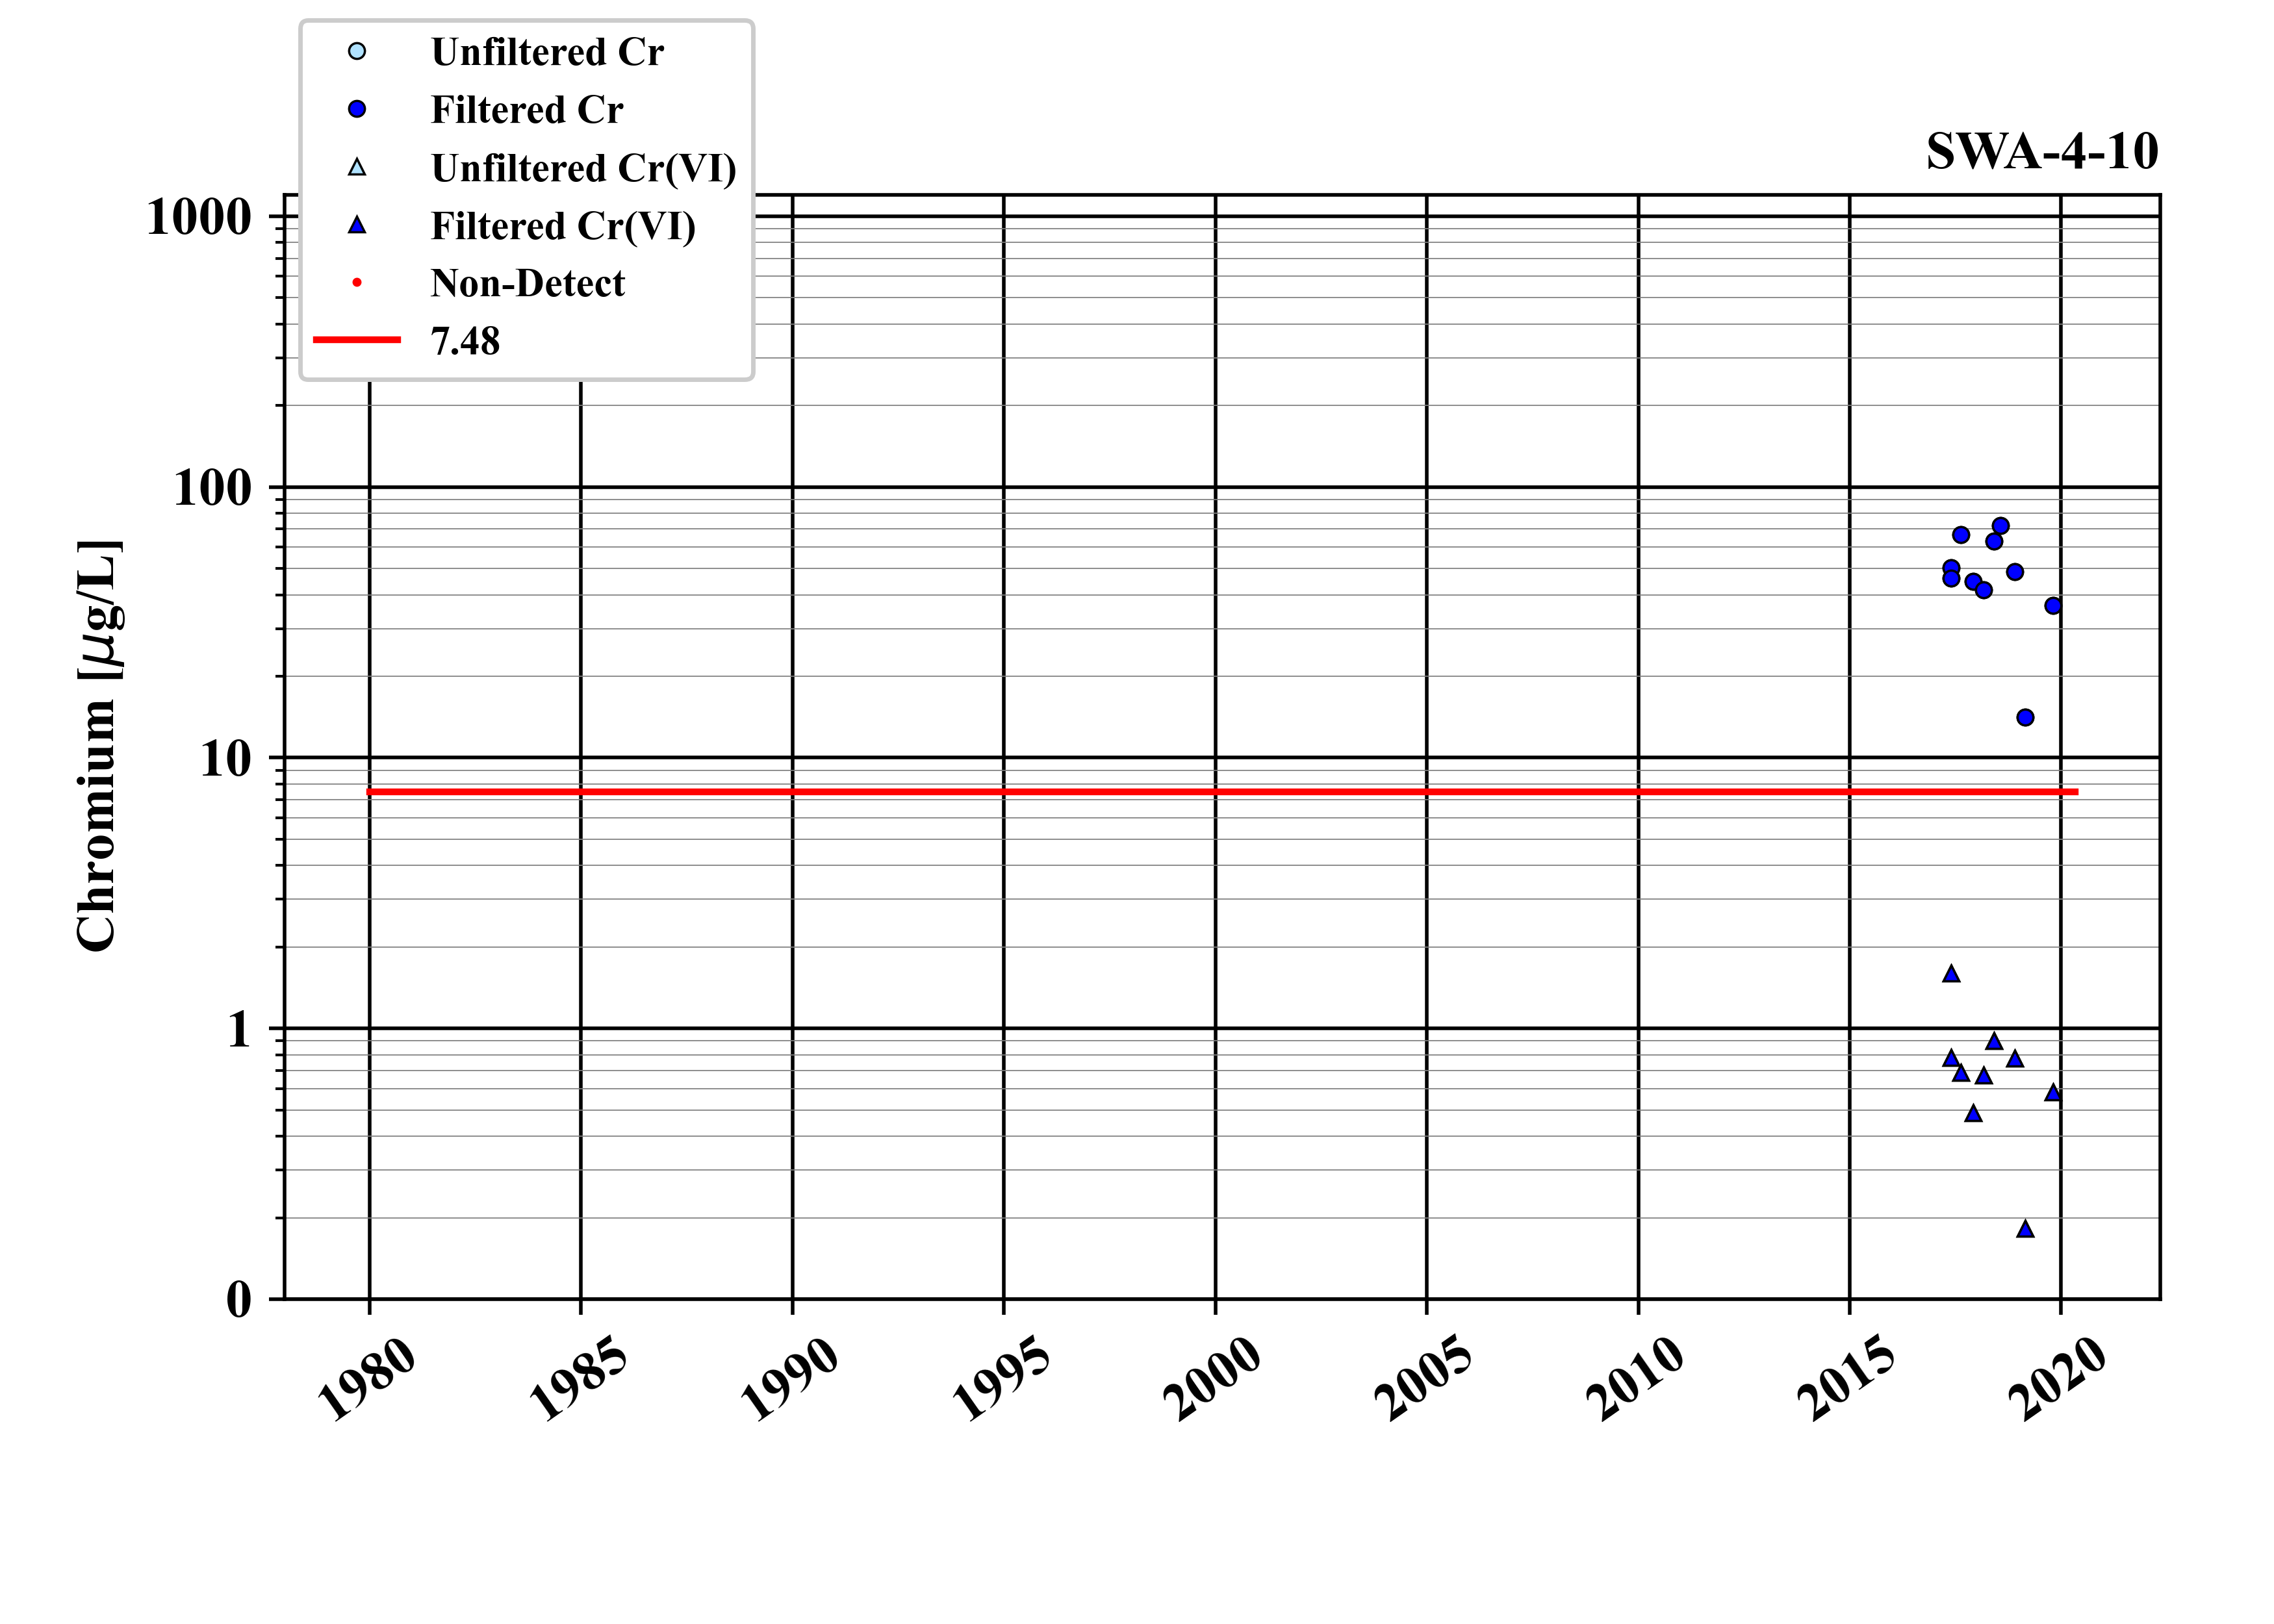 Unfiltered Cr
Filtered Cr
Unfiltered Cr(VI)
Filtered Cr(VI)
Non-Detect
7.48
SWA-4-10
1000
100
10
1
0
Chromium [μg/L]
1980
1985
1990
1995
2000
2005
2010
2015
2020